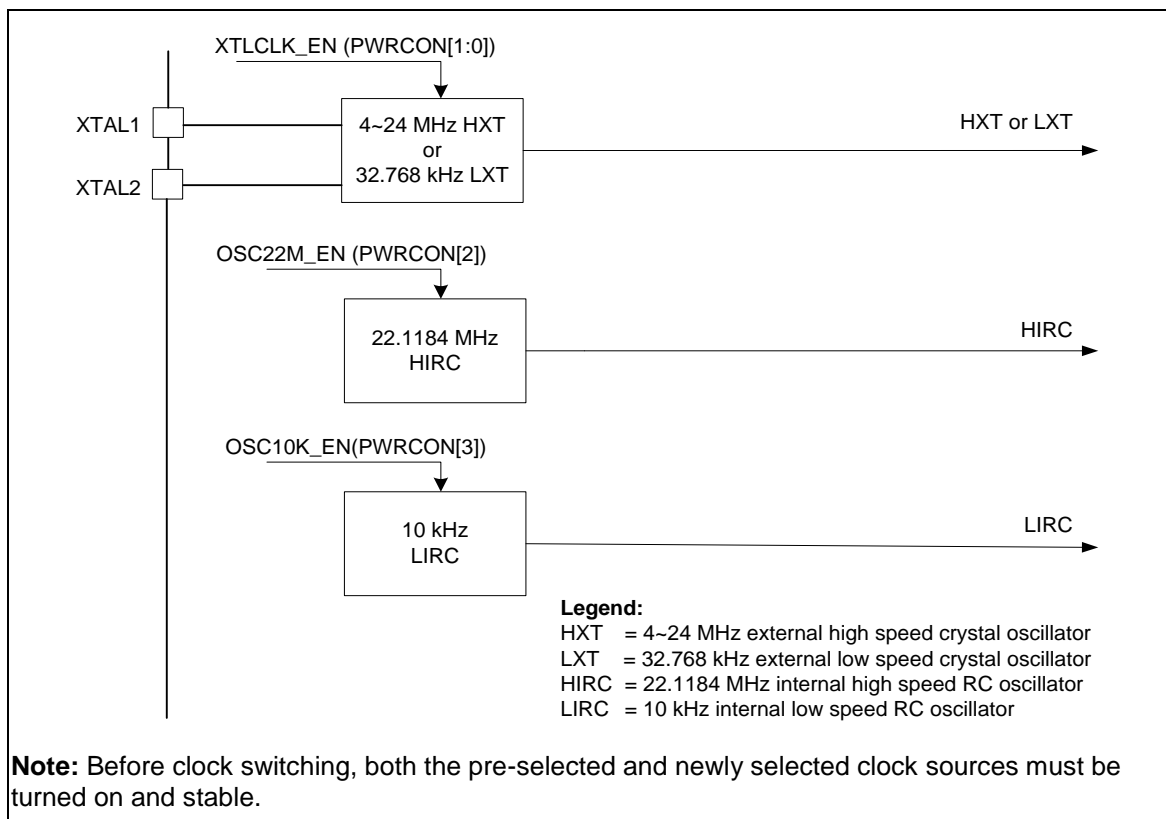 XTLCLK_EN (PWRCON[1:0])
XTAL1
XTAL2
4~24 MHz HXT
or
32.768 kHz LXT
HXT or LXT
OSC22M_EN (PWRCON[2])
22.1184 MHz
HIRC
HIRC
OSC10K_EN(PWRCON[3])
10 kHz
LIRC
LIRC
Legend:
HXT = 4~24 MHz external high speed crystal oscillator
LXT = 32.768 kHz external low speed crystal oscillator
HIRC = 22.1184 MHz internal high speed RC oscillator
LIRC = 10 kHz internal low speed RC oscillator
Note: Before clock switching, both the pre-selected and newly selected clock sources must be
turned on and stable.